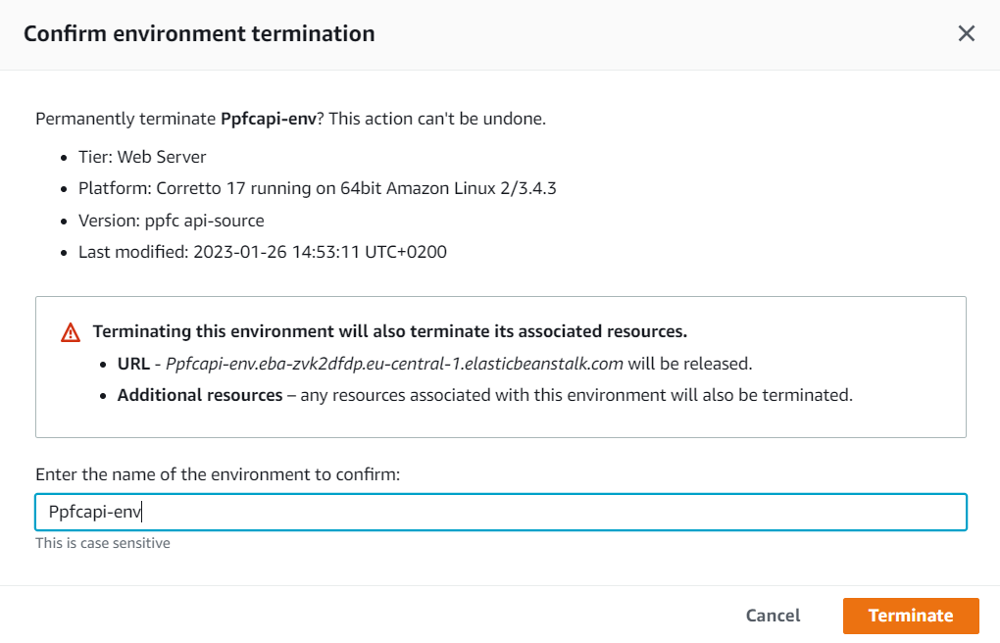 Confirm environment termination
Permanently terminate Ppfcapi-env? This action can't be undone.
Tier: Web Server
Platform: Corretto 17 running on 64bit Amazon Linux 2/3.4.3
Version: ppfc api-source
Last modified: 2023-01-26 14:53:11 UTC+0200
Terminating this environment will also terminate its associated resources.
URL - Ppfcapi-env.eba-zvk2dfdp.eu-central-1.elasticbeanstalk.com will be released.
Additional resources – any resources associated with this environment will also be terminated.
Enter the name of the environment to confirm:
Ppfcapi-env
This is case sensitive
Cancel Terminate